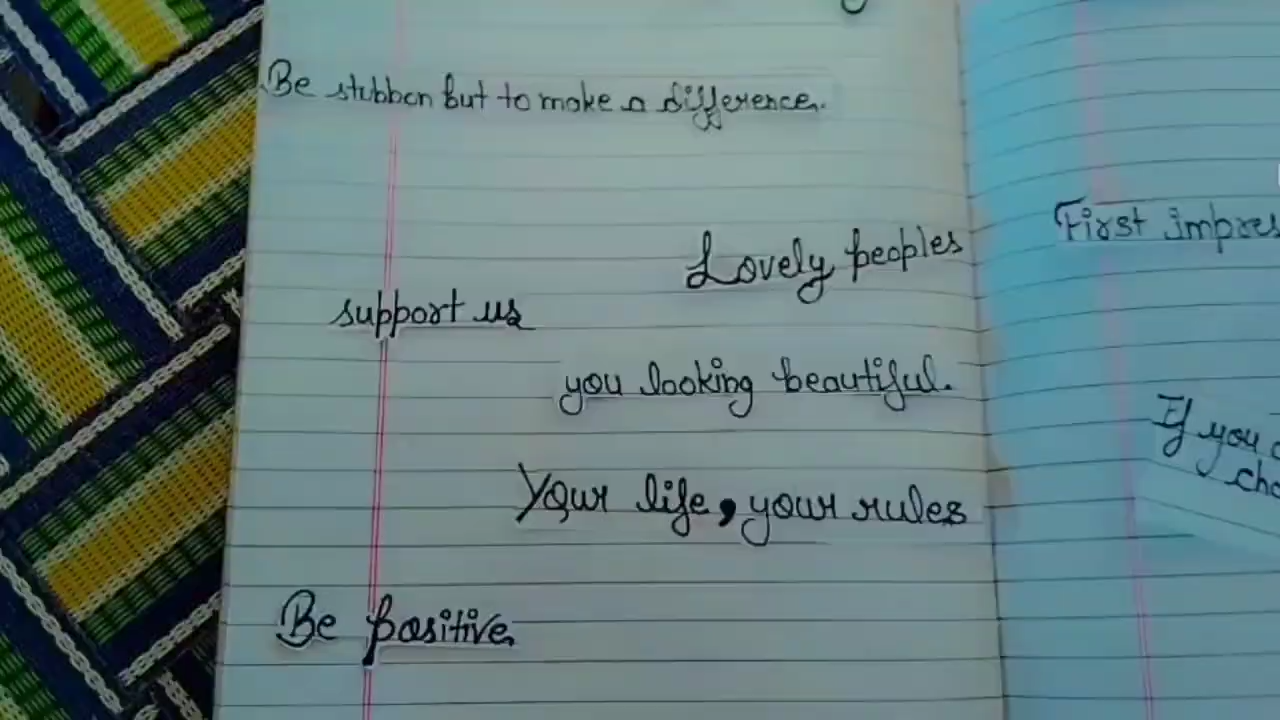 Be stubbon but to make a difference.
Lovely peoples
support us
you looking beautiful.
Your life, your rules
Be positive
First impres
If you